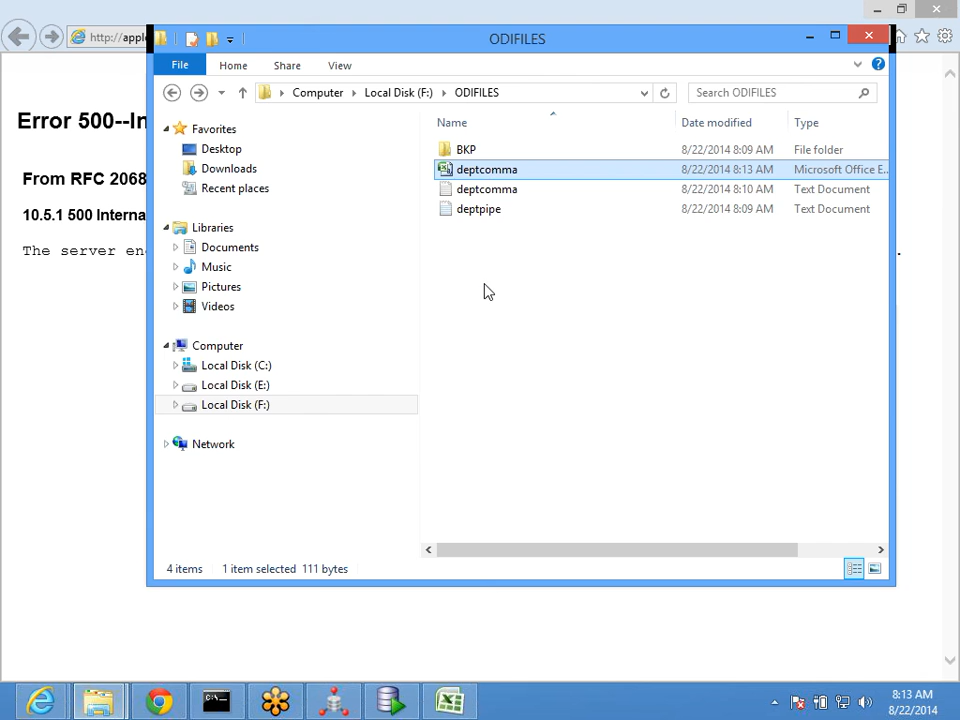 http://apple
ODIFILES
File Home Share View
Computer Local Disk (F:) ODIFILES Search ODIFILES
Error 500--In
From RFC 2068
10.5.1 500 Interna
The server en
.
Favorites
Desktop
Downloads
Recent places
Libraries
Documents
Music
Pictures
Videos
Computer
Local Disk (C:)
Local Disk (E:)
Local Disk (F:)
Network
Name Date modified Type
BKP 8/22/2014 8:09 AM File folder
deptcomma 8/22/2014 8:13 AM Microsoft Office E...
deptcomma 8/22/2014 8:10 AM Text Document
deptpipe 8/22/2014 8:09 AM Text Document
4 items 1 item selected 111 bytes
8:13 AM
8/22/2014